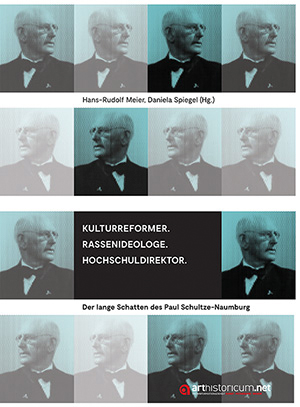 Hans-Rudolf Meier, Daniela Spiegel (Hg.)
KULTURREFORMER.
RASSENIDEOLOGE.
HOCHSCHULDIREKTOR.
Der lange Schatten des Paul Schultze-Naumburg
arthistoricum.net